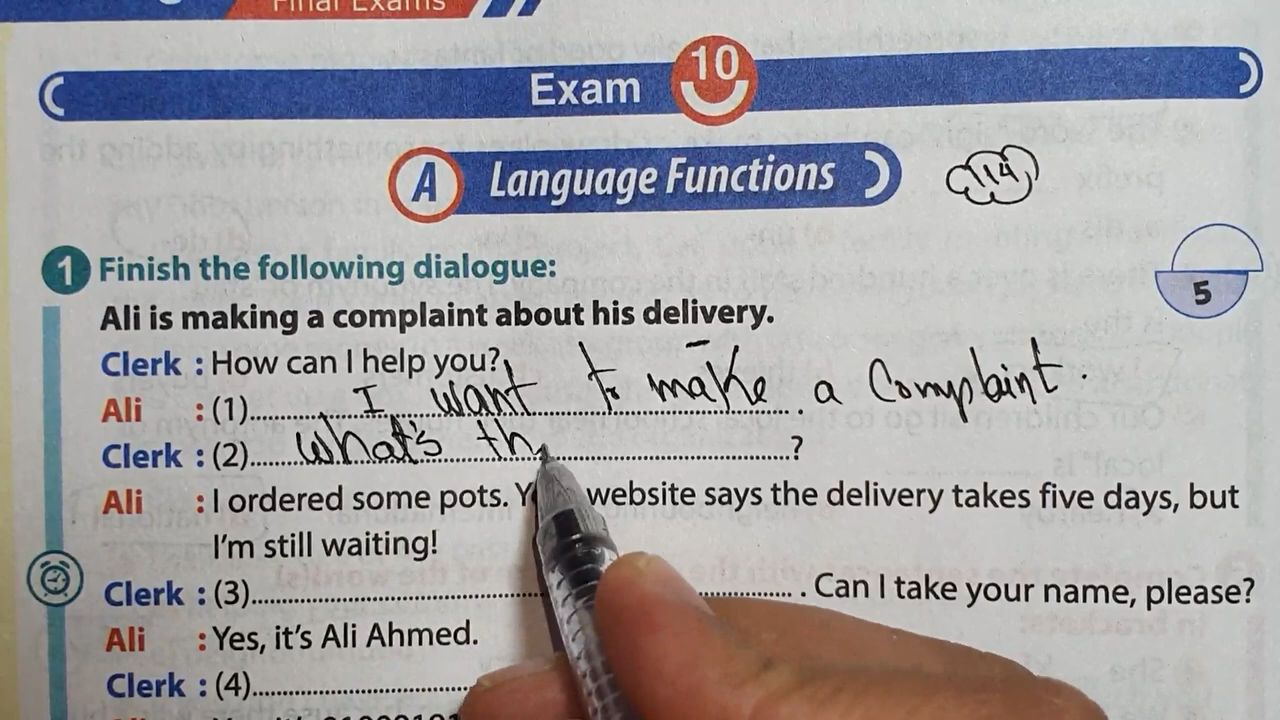 Final Exams
Exam 10
A Language Functions
114
1 Finish the following dialogue:
5
Ali is making a complaint about his delivery.
Clerk : How can I help you?
Ali : (1) I want to make a Complaint.
Clerk : (2) what's th ?
Ali : I ordered some pots. website says the delivery takes five days, but
I'm still waiting!
Clerk : (3) . Can I take your name, please?
Ali : Yes, it's Ali Ahmed.
Clerk : (4)